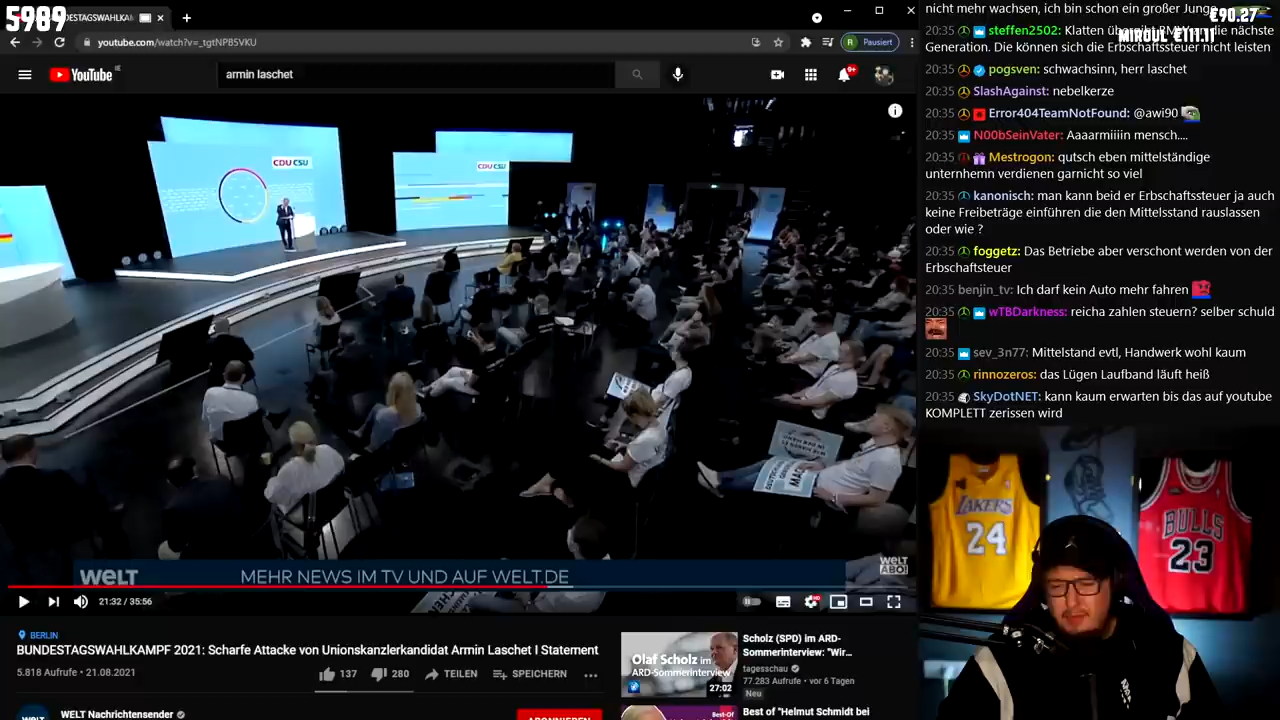 5989
BUNDESTAGSWAHLKAM
youtube.com/watch?v=_tgtNPB5VKU
R Pausiert
YouTube DE
armin laschet
9+
CDU CSU
CDU CSU
WELT
MEHR NEWS IM TV UND AUF WELT.DE
WELT
ABO!
21:32 / 35:56
HD
BERLIN
BUNDESTAGSWAHLKAMPF 2021: Scharfe Attacke von Unionskanzlerkandidat Armin Laschet I Statement
5.818 Aufrufe • 21.08.2021
137
280
TEILEN
SPEICHERN
WELT Nachrichtensender
ABONNIEREN
Olaf Scholz im
ARD-Sommerinterview
27:02
Scholz (SPD) im ARD-
Sommerinterview: "Wir...
tagesschau
77.283 Aufrufe • vor 6 Tagen
Neu
Best-Of
Best of "Helmut Schmidt bei
€90.27
€111.11
nicht mehr wachsen, ich bin schon ein großer Junge
20:35 steffen2502: Klatten die nächste
Generation. Die können sich die Erbschaftssteuer nicht leisten
20:35 pogsven: schwachsinn, herr laschet
20:35 SlashAgainst: nebelkerze
20:35 Error404TeamNotFound: @awi90
20:35 N00bSeinVater: Aaaarmiiiin mensch....
20:35 Mestrogon: qutsch eben mittelständige
unternhemn verdienen garnicht so viel
20:35 kanonisch: man kann beid er Erbschaftssteuer ja auch
keine Freibeträge einführen die den Mittelsstand rauslassen
oder wie ?
20:35 foggetz: Das Betriebe aber verschont werden von der
Erbschaftsteuer
20:35 benjin_tv: Ich darf kein Auto mehr fahren
20:35 wTBDarkness: reicha zahlen steuern? selber schuld
20:35 sev_3n77: Mittelstand evtl, Handwerk wohl kaum
20:35 rinnozeros: das Lügen Laufband läuft heiß
20:35 SkyDotNET: kann kaum erwarten bis das auf youtube
KOMPLETT zerissen wird
LAKERS
24
BULLS
23